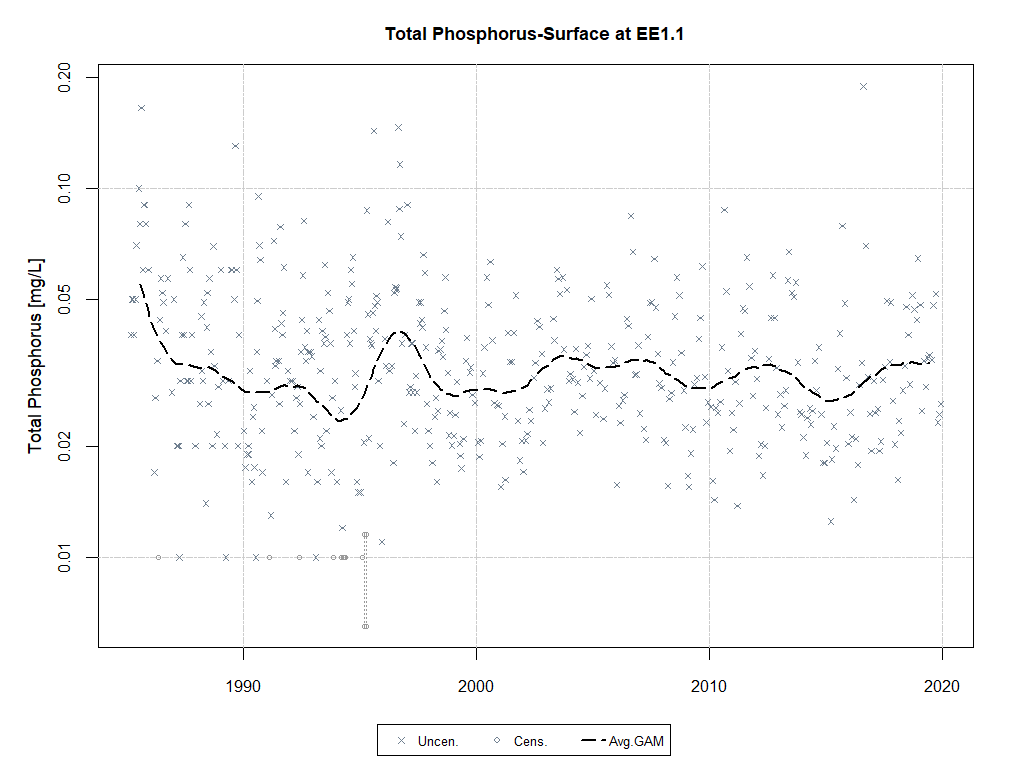 Total Phosphorus-Surface at EE1.1
Total Phosphorus [mg/L]
0.20
0.10
0.05
0.02
0.01
1990 2000 2010 2020
Uncen. Cens. Avg.GAM